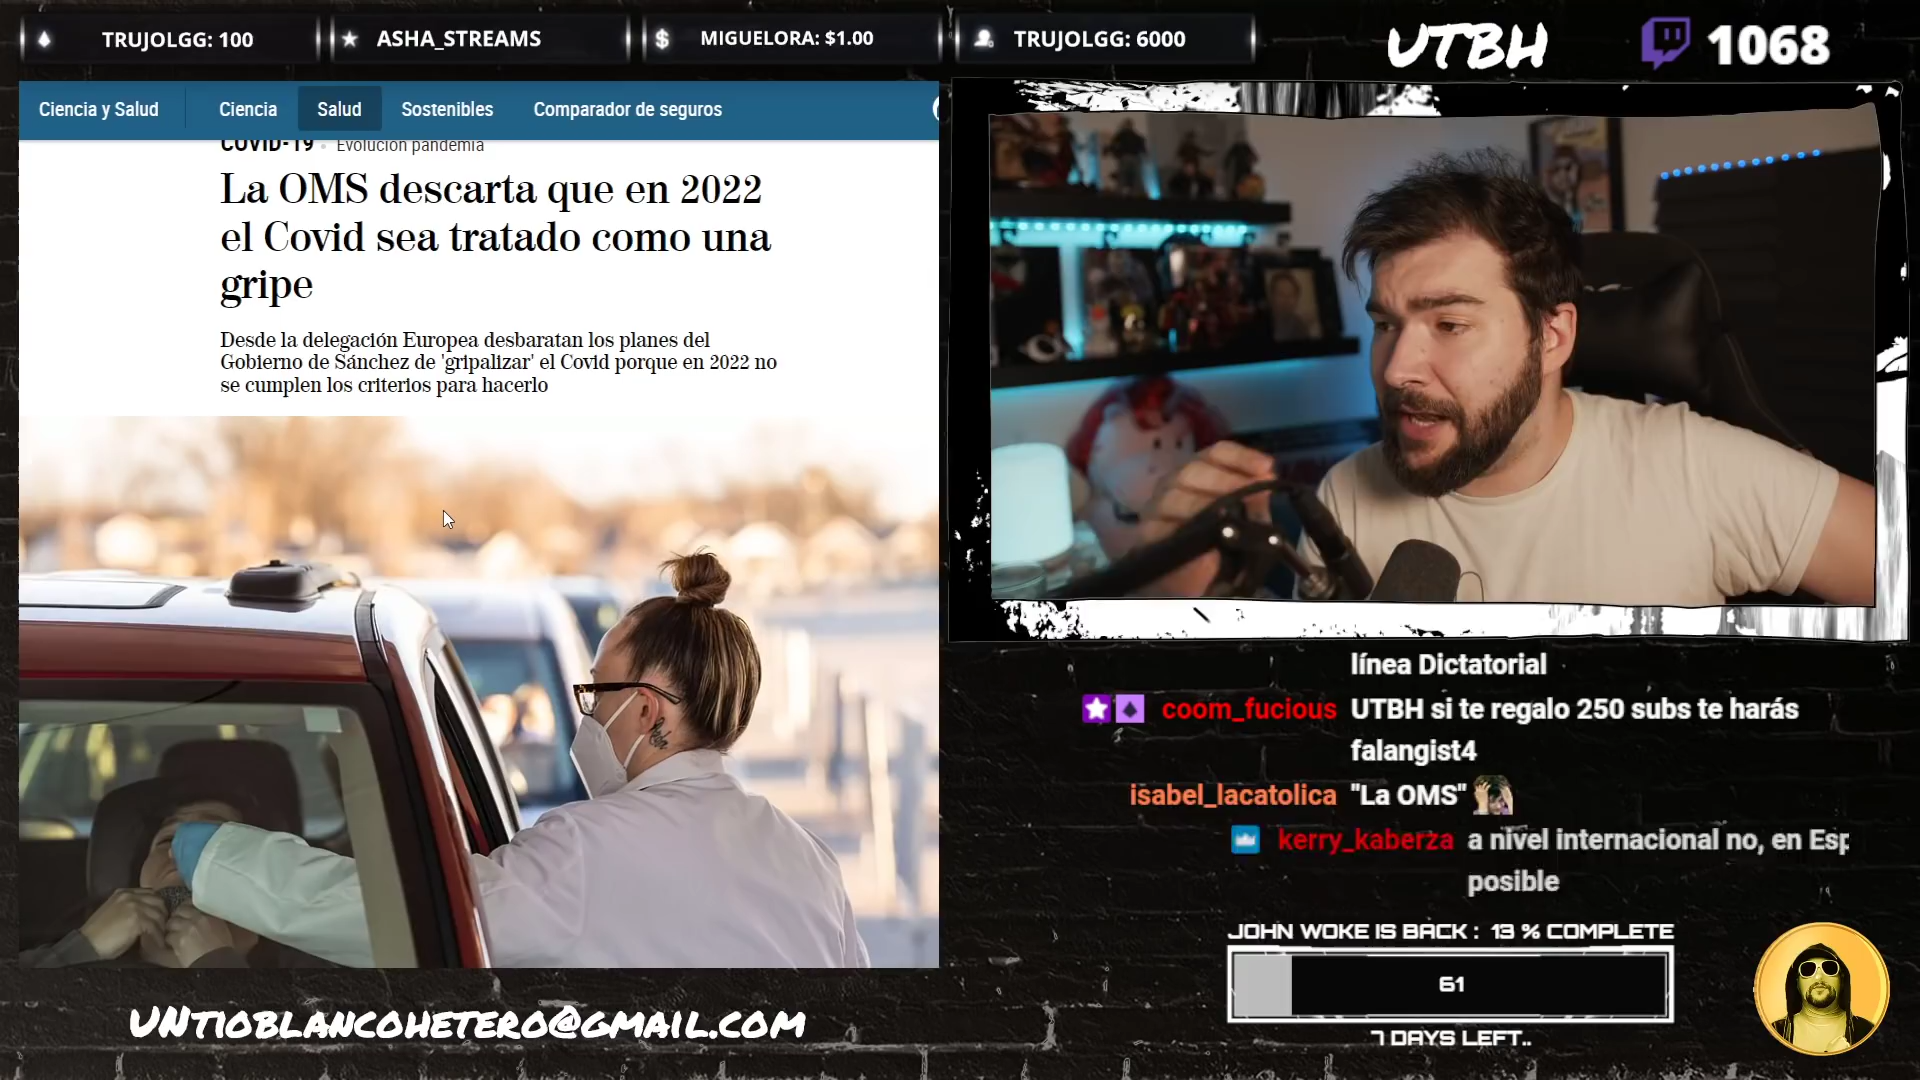 TRUJOLGG: 100
ASHA_STREAMS
MIGUELORA: $1.00
TRUJOLGG: 6000
UTBH
1068
Ciencia y Salud
Ciencia
Salud
Sostenibles
Comparador de seguros
COVID-19 • Evolución pandemia
La OMS descarta que en 2022
el Covid sea tratado como una
gripe
Desde la delegación Europea desbaratan los planes del
Gobierno de Sánchez de 'gripalizar' el Covid porque en 2022 no
se cumplen los criterios para hacerlo
línea Dictatorial
coom_fucious UTBH si te regalo 250 subs te harás
falangist4
isabel_lacatolica "La OMS"
kerry_kaberza a nivel internacional no, en Esp
posible
JOHN WOKE IS BACK : 13 % COMPLETE
61
7 DAYS LEFT..
UNTIOBLANCOHETERO@GMAIL.COM